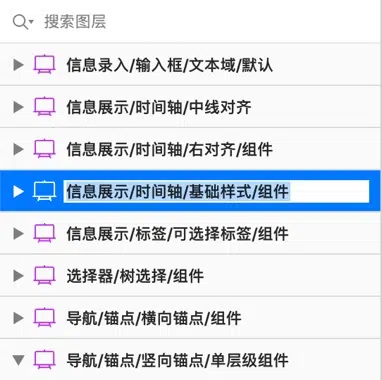 搜索图层
信息录入/输入框/文本域/默认
信息展示/时间轴/中线对齐
信息展示/时间轴/右对齐/组件
信息展示/时间轴/基础样式/组件
信息展示/标签/可选择标签/组件
选择器/树选择/组件
导航/锚点/横向锚点/组件
导航/锚点/竖向锚点/单层级组件